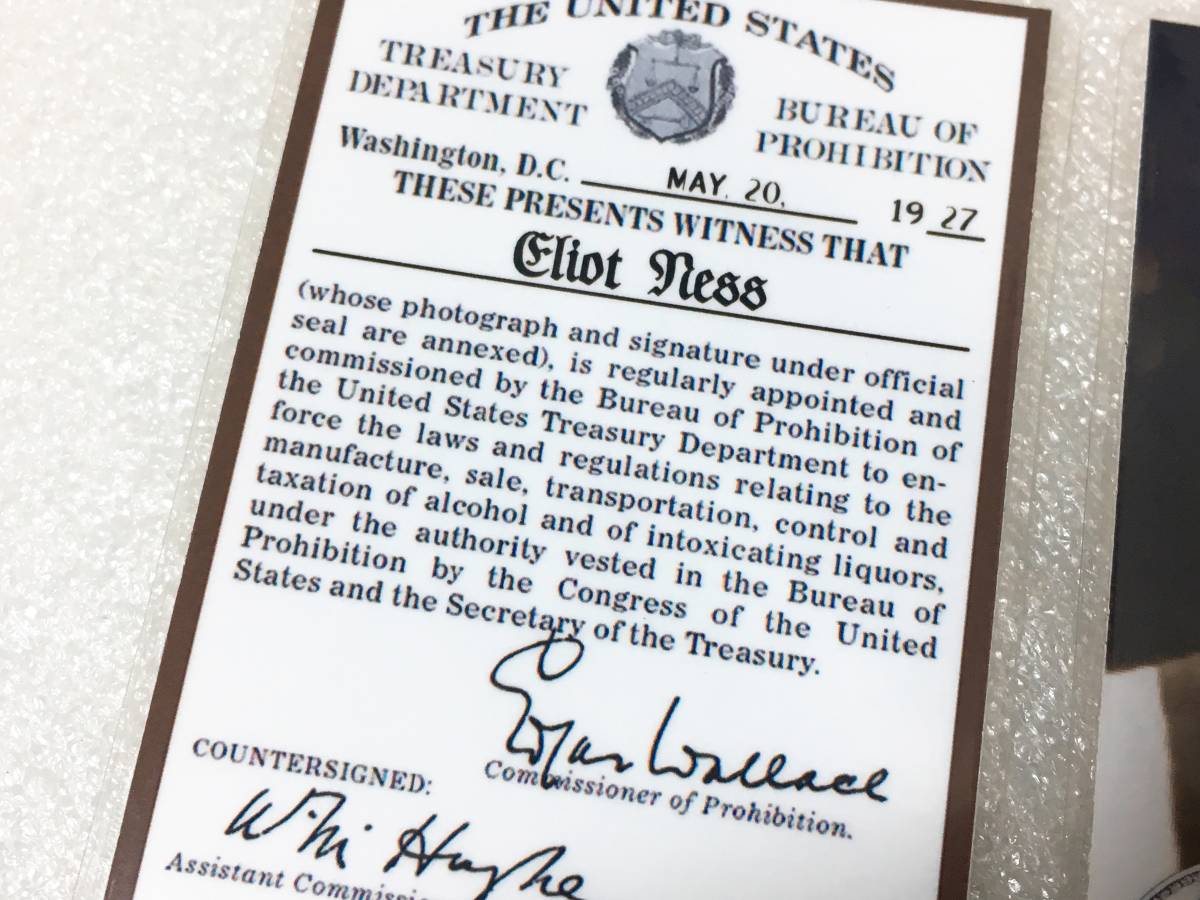 THE UNITED STATES
TREASURY DEPARTMENT
BUREAU OF PROHIBITION
Washington, D.C. MAY. 20. 19 27
THESE PRESENTS WITNESS THAT
Eliot Ness
(whose photograph and signature under official
seal are annexed), is regularly appointed and
commissioned by the Bureau of Prohibition of
the United States Treasury Department to en-
force the laws and regulations relating to the
manufacture, sale, transportation, control and
taxation of alcohol and of intoxicating liquors,
under the authority vested in the Bureau of
Prohibition by the Congress of the United
States and the Secretary of the Treasury.
Edgar Wallace
Commissioner of Prohibition.
COUNTERSIGNED:
Assistant